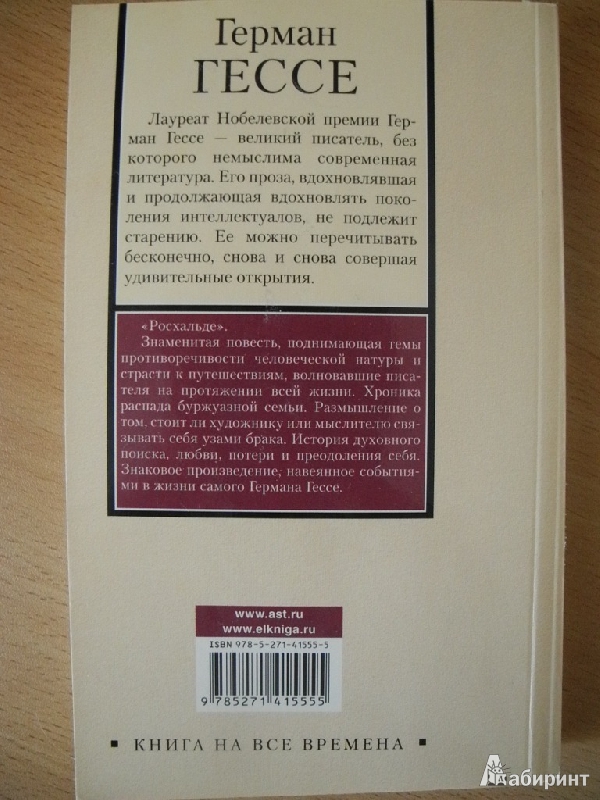 Герман
ГЕССЕ
Лауреат Нобелевской премии Гер-
ман Гессе — великий писатель, без
которого немыслима современная
литература. Его проза, вдохновлявшая
и продолжающая вдохновлять поко-
ления интеллектуалов, не подлежит
старению. Ее можно перечитывать
бесконечно, снова и снова совершая
удивительные открытия.
«Росхальде».
Знаменитая повесть, поднимающая темы
противоречивости человеческой натуры и
страсти к путешествиям, волновавшие писа-
теля на протяжении всей жизни. Хроника
распада буржуазной семьи. Размышление о
том, стоит ли художнику или мыслителю свя-
зывать себя узами брака. История духовного
поиска, любви, потери и преодоления себя.
Знаковое произведение, навеянное события-
ми в жизни самого Германа Гессе.
www.ast.ru
www.elkniga.ru
ISBN 978-5-271-41555-5
9 785271 415555
▪ КНИГА НА ВСЕ ВРЕМЕНА ▪
Лабиринт